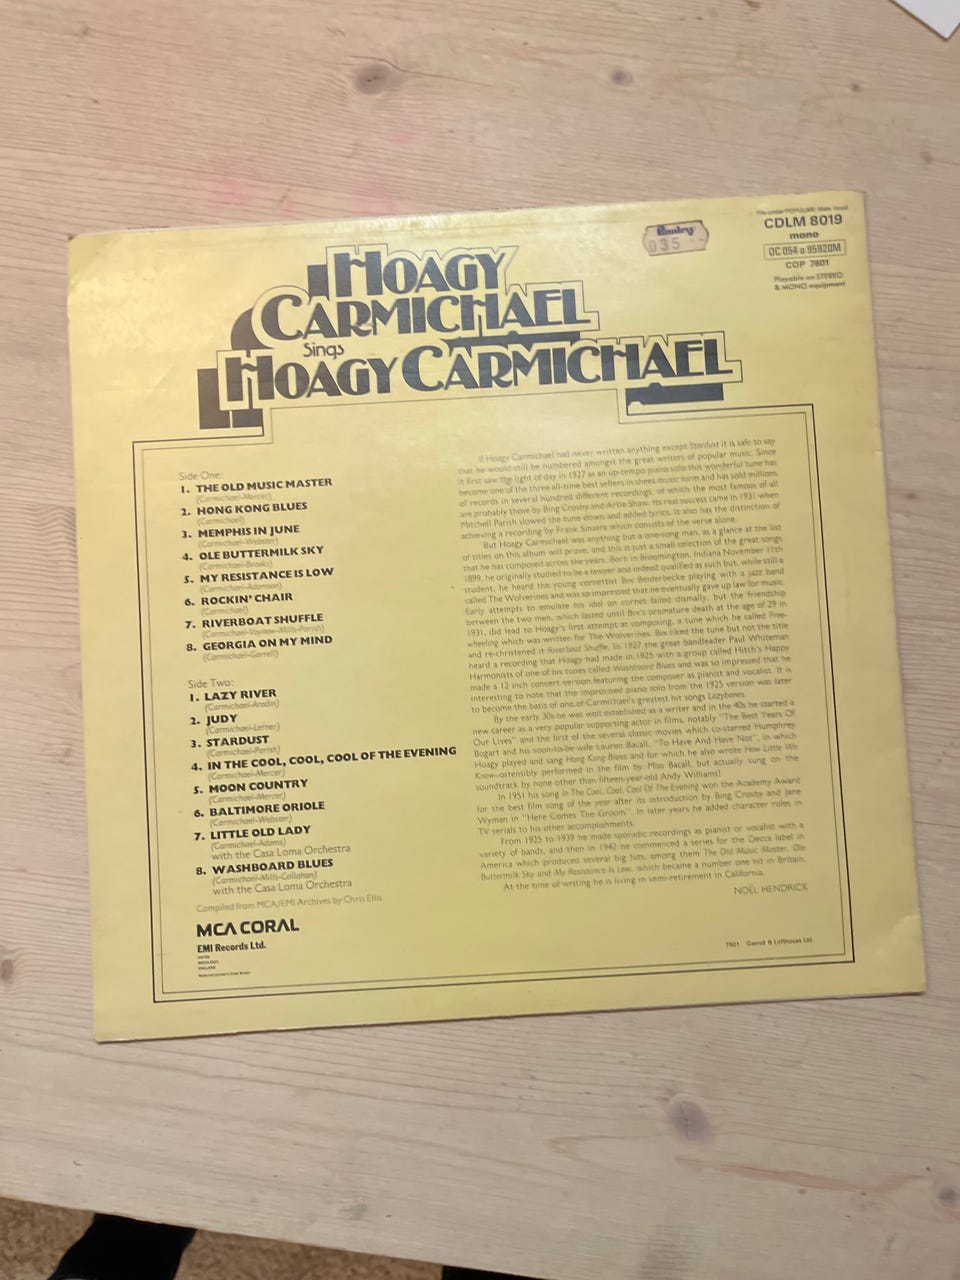 File under POPULAR: Male Vocal
CDLM 8019
mono
OC 054 o 95920M
COP 7601
Playable on STEREO
& MONO equipment
035
HOAGY
CARMICHAEL
Sings
HOAGY CARMICHAEL
Side One:
1. THE OLD MUSIC MASTER
(Carmichael-Mercer)
2. HONG KONG BLUES
(Carmichael)
3. MEMPHIS IN JUNE
(Carmichael-Webster)
4. OLE BUTTERMILK SKY
(Carmichael-Brooks)
5. MY RESISTANCE IS LOW
(Carmichael-Adamson)
6. ROCKIN' CHAIR
(Carmichael)
7. RIVERBOAT SHUFFLE
(Carmichael-Voynow-Mills-Parish)
8. GEORGIA ON MY MIND
(Carmichael-Gorrell)
Side Two:
1. LAZY RIVER
(Carmichael-Arodin)
2. JUDY
(Carmichael-Lerner)
3. STARDUST
(Carmichael-Parish)
4. IN THE COOL, COOL, COOL OF THE EVENING
(Carmichael-Mercer)
5. MOON COUNTRY
(Carmichael-Mercer)
6. BALTIMORE ORIOLE
(Carmichael-Webster)
7. LITTLE OLD LADY
(Carmichael-Adams)
with the Casa Loma Orchestra
8. WASHBOARD BLUES
(Carmichael-Mills-Callahan)
with the Casa Loma Orchestra
Compiled from MCA/EMI Archives by Chris Ellis
MCA CORAL
EMI Records Ltd.
HAYES
MIDDLESEX
ENGLAND
If Hoagy Carmichael had never written anything except Stardust it is safe to say
that he would still be numbered amongst the great writers of popular music. Since
it first saw the light of day in 1927 as an up-tempo piano solo this wonderful tune has
become one of the three all-time best sellers in sheet music form and has sold millions
of records in several hundred different recordings, of which the most famous of all
are probably those by Bing Crosby and Artie Shaw. Its real success came in 1931 when
Mitchell Parish slowed the tune down and added lyrics. It also has the distinction of
achieving a recording by Frank Sinatra which consists of the verse alone.
But Hoagy Carmichael was anything but a one-song man, as a glance at the list
of titles on this album will prove, and this is just a small selection of the great songs
that he has composed across the years. Born in Bloomington, Indiana November 11th
1899, he originally studied to be a lawyer and indeed qualified as such but, while still a
student, he heard the young cornettist Bix Beiderbecke playing with a jazz band
called The Wolverines and was so impressed that he eventually gave up law for music.
Early attempts to emulate his idol on cornet failed dismally, but the friendship
between the two men, which lasted until Bix's premature death at the age of 29 in
1931, did lead to Hoagy's first attempt at composing, a tune which he called Free-
wheeling which was written for The Wolverines. Bix liked the tune but not the title
and re-christened it Riverboat Shuffle. In 1927 the great bandleader Paul Whiteman
heard a recording that Hoagy had made in 1925 with a group called Hitch's Happy
Harmonists of one of his tunes called Washboard Blues and was so impressed that he
made a 12 inch concert version featuring the composer as pianist and vocalist. It is
interesting to note that the improvised piano solo from the 1925 version was later
to become the basis of one of Carmichael's greatest hit songs Lazybones.
By the early 30s he was well established as a writer and in the 40s he started a
new career as a very popular supporting actor in films, notably "The Best Years Of
Our Lives" and the first of the several classic movies which co-starred Humphrey
Bogart and his soon-to-be wife Lauren Bacall, "To Have And Have Not", in which
Hoagy played and sang Hong Kong Blues and for which he also wrote How Little We
Know—ostensibly performed in the film by Miss Bacall, but actually sung on the
soundtrack by none other than fifteen-year-old Andy Williams!
In 1951 his song In The Cool, Cool, Cool Of The Evening won the Academy Award
for the best film song of the year after its introduction by Bing Crosby and Jane
Wyman in "Here Comes The Groom". In later years he added character roles in
TV serials to his other accomplishments.
From 1925 to 1939 he made sporadic recordings as pianist or vocalist with a
variety of bands, and then in 1942 he commenced a series for the Decca label in
America which produced several big hits, among them The Old Music Master, Ole
Buttermilk Sky and My Resistance Is Low, which became a number one hit in Britain.
At the time of writing he is living in semi-retirement in California.
NOËL HENDRICK
7601 Garrod & Lofthouse Ltd